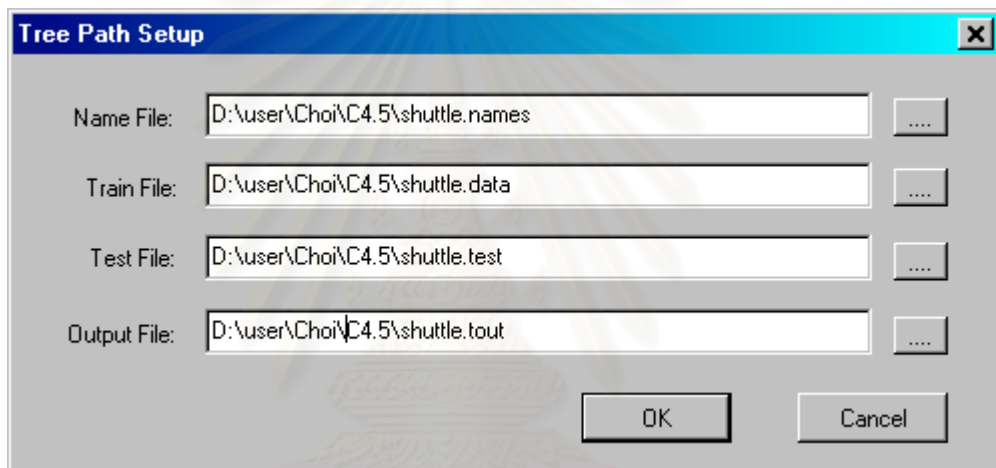 Tree Path Setup
Name File: D:\user\Choi\C4.5\shuttle.names ....
Train File: D:\user\Choi\C4.5\shuttle.data ....
Test File: D:\user\Choi\C4.5\shuttle.test ....
Output File: D:\user\Choi\C4.5\shuttle.tout ....
OK Cancel